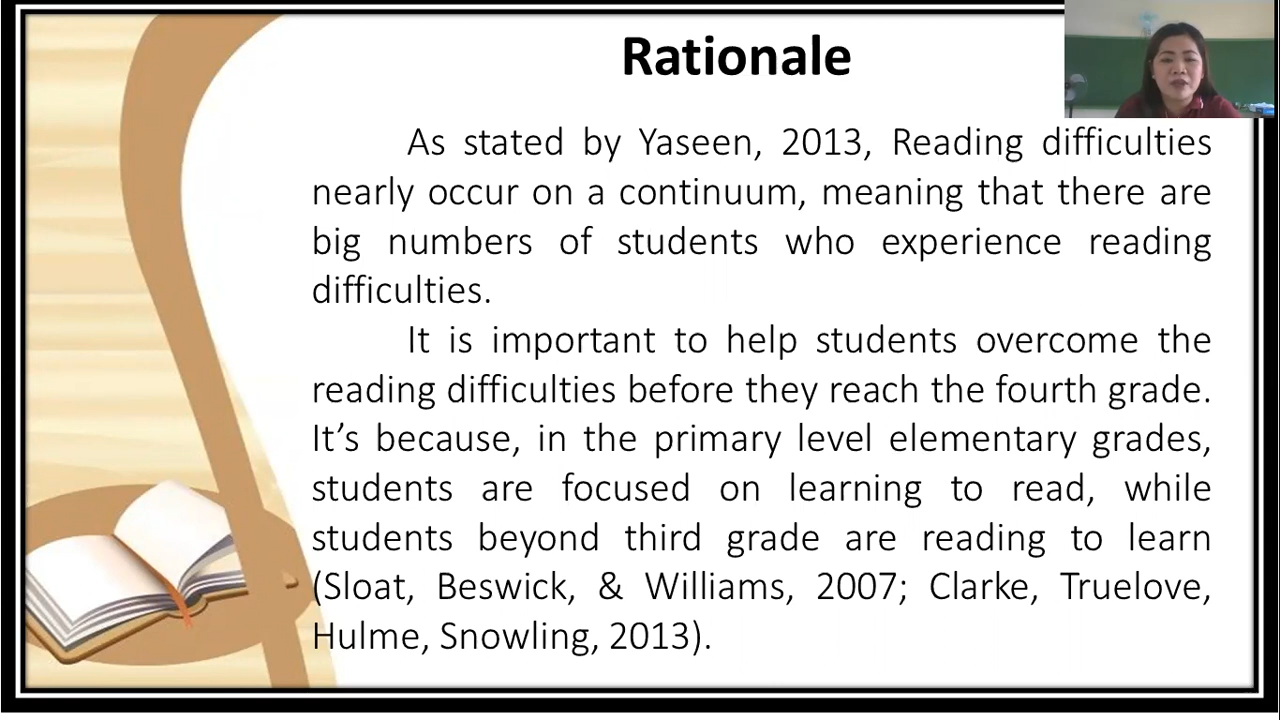 Rationale
As stated by Yaseen, 2013, Reading difficulties
nearly occur on a continuum, meaning that there are
big numbers of students who experience reading
difficulties.
It is important to help students overcome the
reading difficulties before they reach the fourth grade.
It’s because, in the primary level elementary grades,
students are focused on learning to read, while
students beyond third grade are reading to learn
(Sloat, Beswick, & Williams, 2007; Clarke, Truelove,
Hulme, Snowling, 2013).